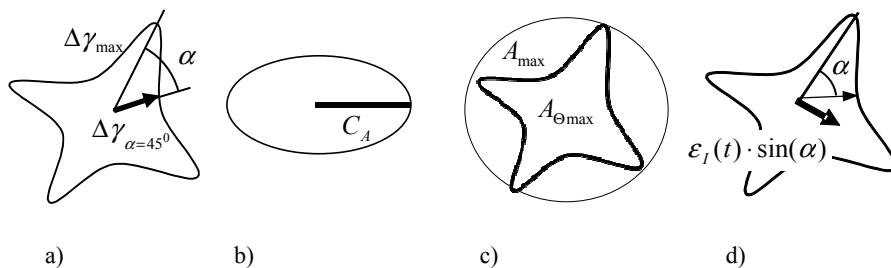 Δγmax
α
Δγα=45⁰
a)
CA
b)
Amax
AΘmax
c)
α
εI(t)·sin(α)
d)